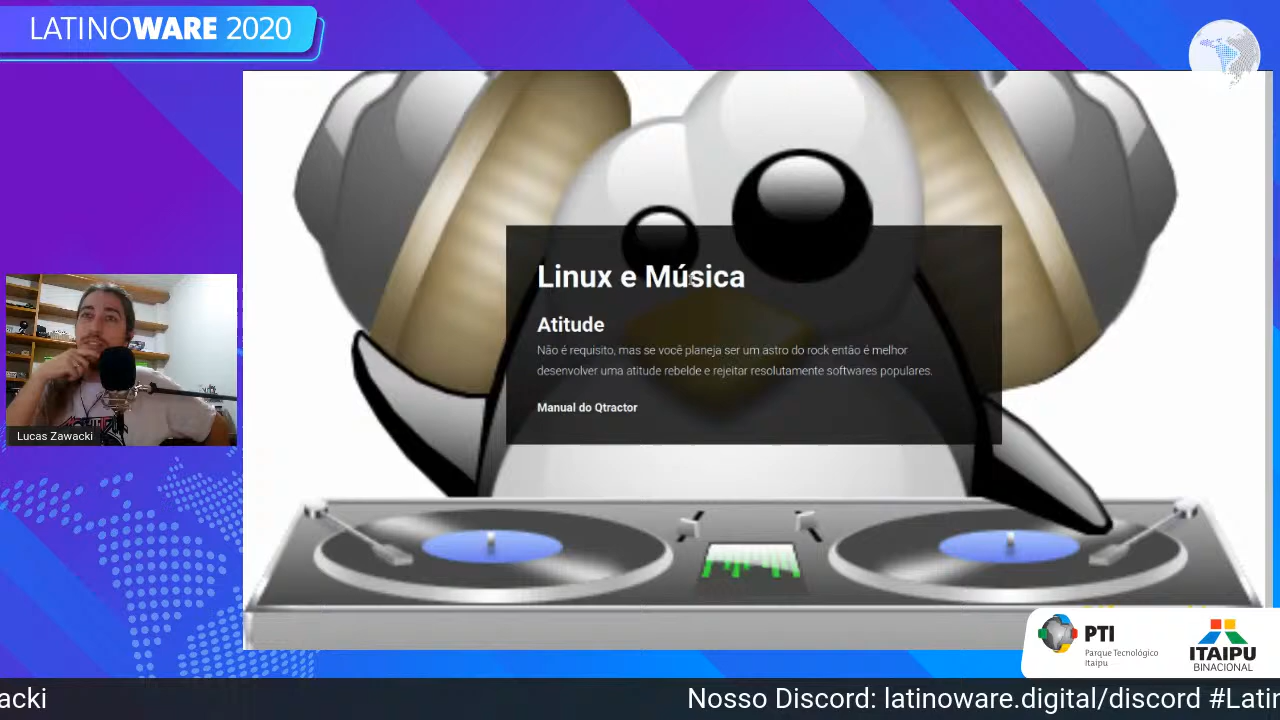 LATINOWARE 2020
Linux e Música
Atitude
Não é requisito, mas se você planeja ser um astro do rock então é melhor
desenvolver uma atitude rebelde e rejeitar resolutamente softwares populares.
Manual do Qtractor
Lucas Zawacki
PTI
Parque Tecnológico
Itaipu
ITAIPU
BINACIONAL
acki
Nosso Discord: latinoware.digital/discord #Latin